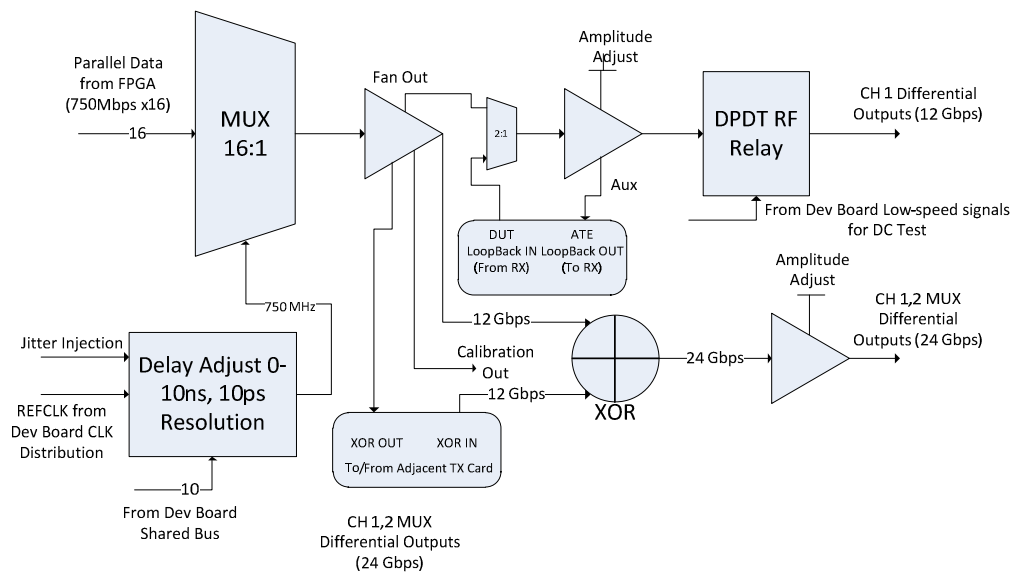 Parallel Data
from FPGA
(750Mbps x16)
16
MUX
16:1
Fan Out
2:1
Amplitude
Adjust
Aux
DPDT RF
Relay
CH 1 Differential
Outputs (12 Gbps)
From Dev Board Low-speed signals
for DC Test
DUT
LoopBack IN
(From RX)
ATE
LoopBack OUT
(To RX)
Amplitude
Adjust
CH 1,2 MUX
Differential
Outputs (24 Gbps)
750 MHz
12 Gbps
Calibration
Out
12 Gbps
XOR
24 Gbps
Jitter Injection
REFCLK from
Dev Board CLK
Distribution
Delay Adjust 0-
10ns, 10ps
Resolution
10
From Dev Board
Shared Bus
XOR OUT
XOR IN
To/From Adjacent TX Card
CH 1,2 MUX
Differential Outputs
(24 Gbps)